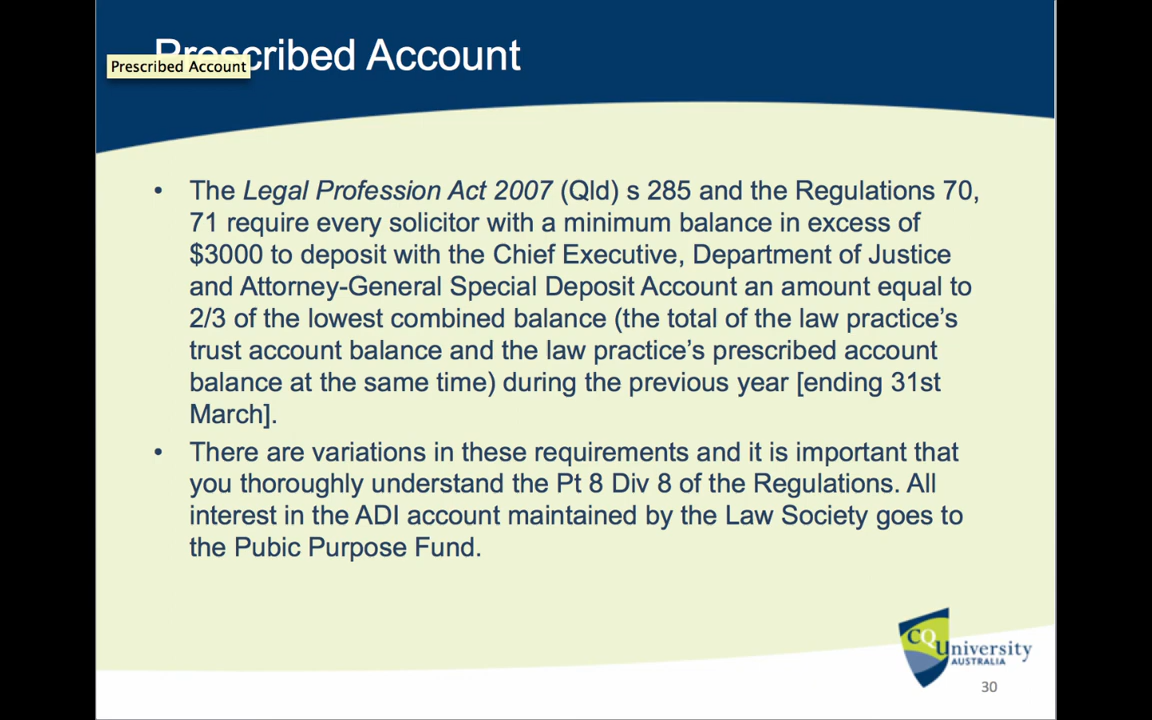 Prescribed Account
Prescribed Account
• The Legal Profession Act 2007 (Qld) s 285 and the Regulations 70,
71 require every solicitor with a minimum balance in excess of
$3000 to deposit with the Chief Executive, Department of Justice
and Attorney-General Special Deposit Account an amount equal to
2/3 of the lowest combined balance (the total of the law practice's
trust account balance and the law practice's prescribed account
balance at the same time) during the previous year [ending 31st
March].
• There are variations in these requirements and it is important that
you thoroughly understand the Pt 8 Div 8 of the Regulations. All
interest in the ADI account maintained by the Law Society goes to
the Pubic Purpose Fund.
CQ
University
AUSTRALIA
30